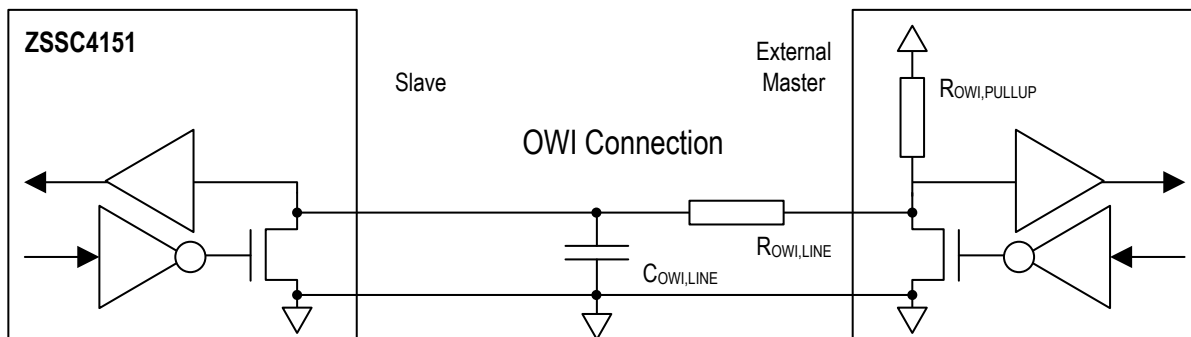 ZSSC4151
Slave
External
Master
OWI Connection
ROWI,PULLUP
ROWI,LINE
COWI,LINE